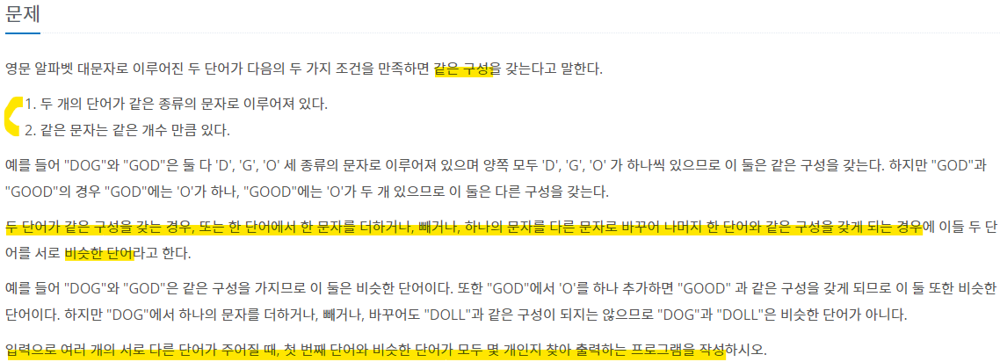 문제
영문 알파벳 대문자로 이루어진 두 단어가 다음의 두 가지 조건을 만족하면 같은 구성을 갖는다고 말한다.
1. 두 개의 단어가 같은 종류의 문자로 이루어져 있다.
2. 같은 문자는 같은 개수 만큼 있다.
예를 들어 "DOG"와 "GOD"은 둘 다 'D', 'G', 'O' 세 종류의 문자로 이루어져 있으며 양쪽 모두 'D', 'G', 'O' 가 하나씩 있으므로 이 둘은 같은 구성을 갖는다. 하지만 "GOD"과
"GOOD"의 경우 "GOD"에는 'O'가 하나, "GOOD"에는 'O'가 두 개 있으므로 이 둘은 다른 구성을 갖는다.
두 단어가 같은 구성을 갖는 경우, 또는 한 단어에서 한 문자를 더하거나, 빼거나, 하나의 문자를 다른 문자로 바꾸어 나머지 한 단어와 같은 구성을 갖게 되는 경우에 이들 두 단
어를 서로 비슷한 단어라고 한다.
예를 들어 "DOG"와 "GOD"은 같은 구성을 가지므로 이 둘은 비슷한 단어이다. 또한 "GOD"에서 'O'를 하나 추가하면 "GOOD" 과 같은 구성을 갖게 되므로 이 둘 또한 비슷한
단어이다. 하지만 "DOG"에서 하나의 문자를 더하거나, 빼거나, 바꾸어도 "DOLL"과 같은 구성이 되지는 않으므로 "DOG"과 "DOLL"은 비슷한 단어가 아니다.
입력으로 여러 개의 서로 다른 단어가 주어질 때, 첫 번째 단어와 비슷한 단어가 모두 몇 개인지 찾아 출력하는 프로그램을 작성하시오.